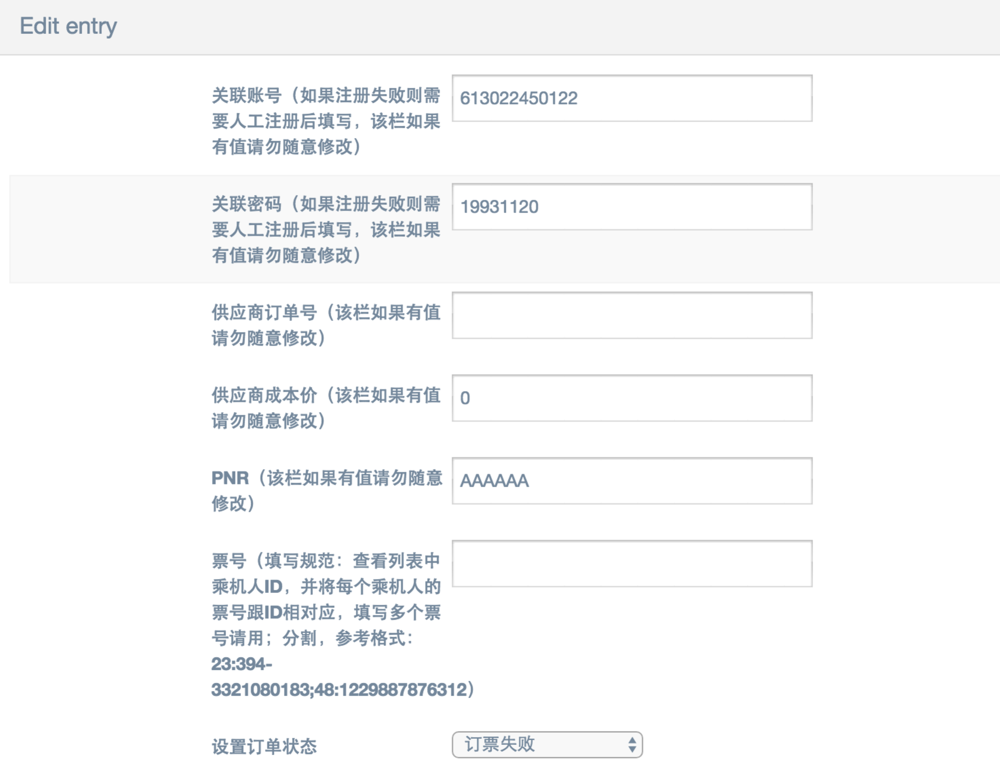 Edit entry
关联账号（如果注册失败则需
要人工注册后填写，该栏如果
有值请勿随意修改）
613022450122
关联密码（如果注册失败则需
要人工注册后填写，该栏如果
有值请勿随意修改）
19931120
供应商订单号（该栏如果有值
请勿随意修改）
供应商成本价（该栏如果有值
请勿随意修改）
0
PNR（该栏如果有值请勿随意
修改）
AAAAAA
票号（填写规范：查看列表中
乘机人ID，并将每个乘机人的
票号跟ID相对应，填写多个票
号请用；分割，参考格式：
23:394-
3321080183;48:1229887876312）
设置订单状态
订票失败